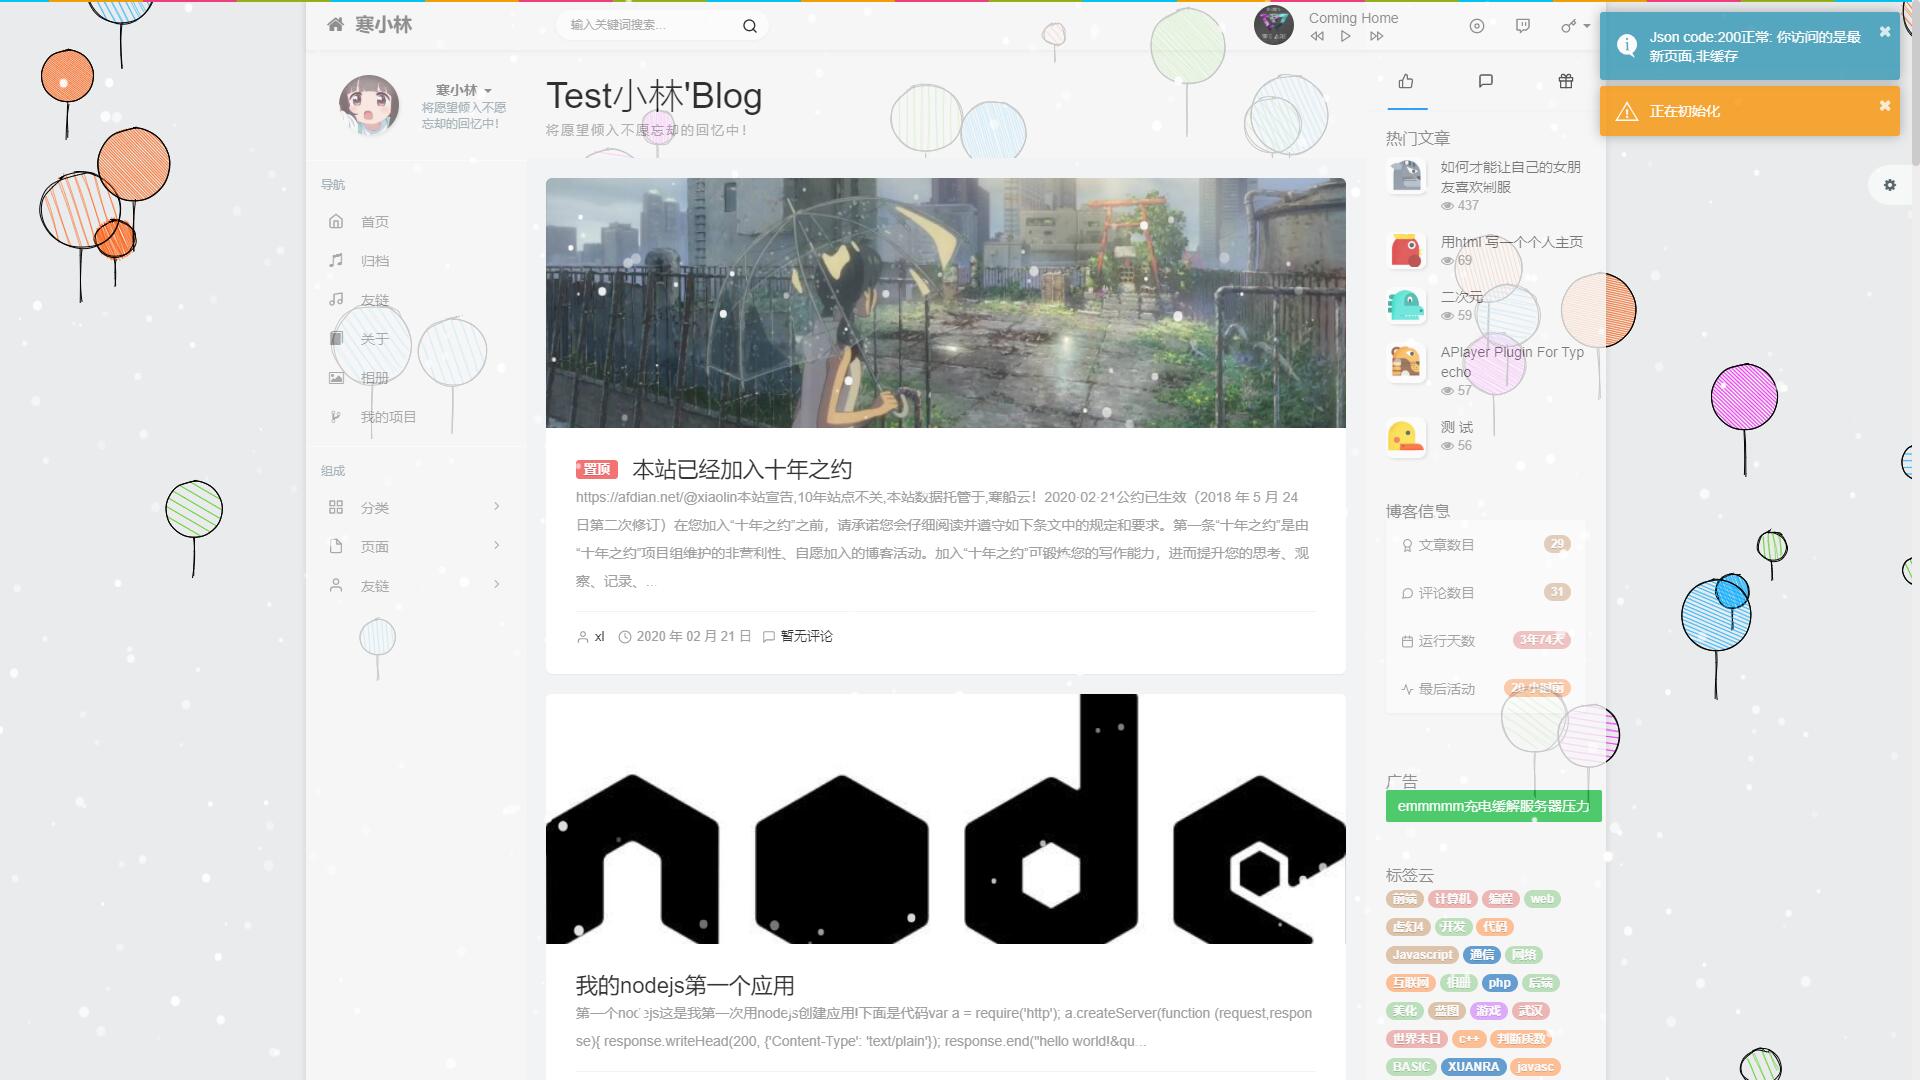 寒小林
输入关键词搜索...
Coming Home
Json code:200正常: 你访问的是最
新页面,非缓存
正在初始化
寒小林
将愿望倾入不愿
忘却的回忆中！
Test小林'Blog
将愿望倾入不愿忘却的回忆中！
导航
首页
归档
友链
关于
相册
我的项目
组成
分类
页面
友链
置顶 本站已经加入十年之约
https://afdian.net/@xiaolin本站宣告,10年站点不关,本站数据托管于,寒船云！2020-02-21公约已生效（2018 年 5 月 24
日第二次修订）在您加入“十年之约”之前，请承诺您会仔细阅读并遵守如下条文中的规定和要求。第一条“十年之约”是由
“十年之约”项目组维护的非营利性、自愿加入的博客活动。加入“十年之约”可锻炼您的写作能力，进而提升您的思考、观
察、记录、...
xl 2020 年 02 月 21 日 暂无评论
node
我的nodejs第一个应用
第一个nodejs这是我第一次用nodejs创建应用!下面是代码var a = require('http'); a.createServer(function (request,respon
se){ response.writeHead(200, {'Content-Type': 'text/plain'}); response.end("hello world!&qu...
热门文章
如何才能让自己的女朋
友喜欢制服
437
用html 写一个个人主页
69
二次元
59
APlayer Plugin For Typ
echo
57
测 试
56
博客信息
文章数目 29
评论数目 31
运行天数 3年74天
最后活动 20 小时前
广告
emmmmm充电缓解服务器压力
标签云
前端 计算机 编程 web
虚幻4 开发 代码
Javascript 通信 网络
互联网 相册 php 后端
美化 蓝图 游戏 武汉
世界末日 c++ 判断质数
BASIC XUANRA javasc